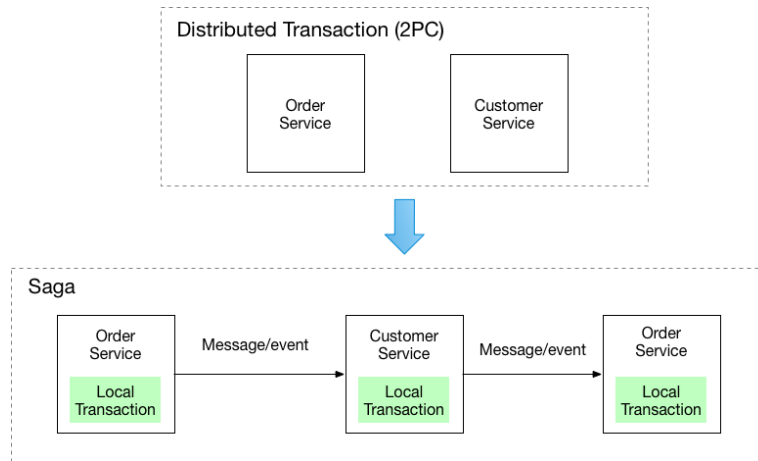 Distributed Transaction (2PC)
Order
Service
Customer
Service
Saga
Order
Service
Local
Transaction
Message/event
Customer
Service
Local
Transaction
Message/event
Order
Service
Local
Transaction